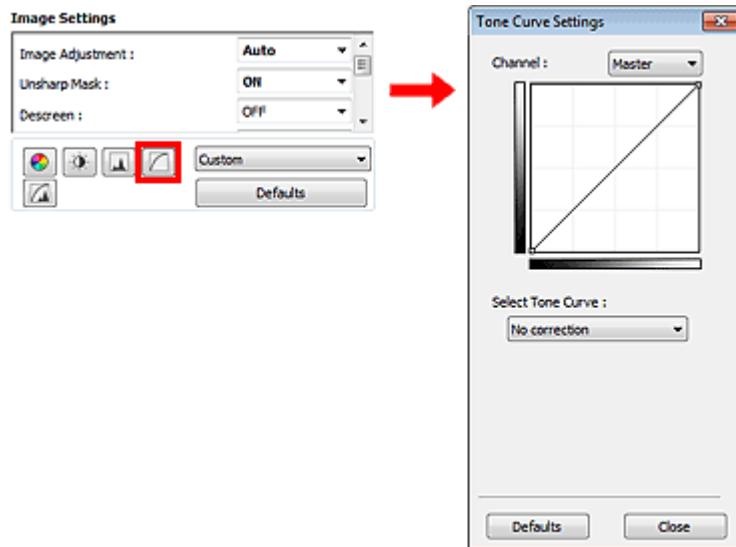 Image Settings
Image Adjustment :
Auto
Unsharp Mask :
ON
Descreen :
OFF
Custom
Defaults
Tone Curve Settings
Channel :
Master
Select Tone Curve :
No correction
Defaults
Close